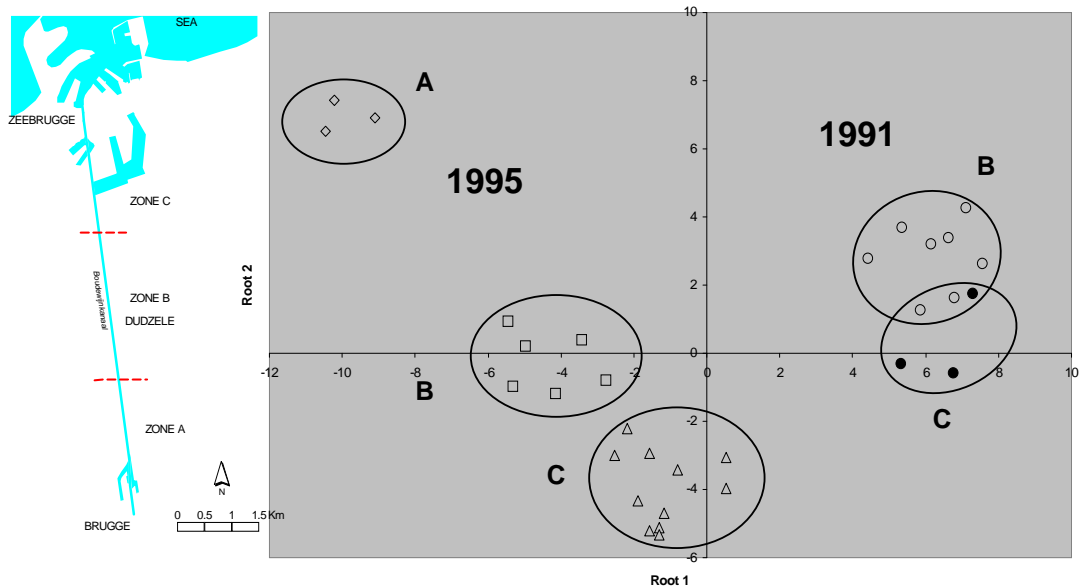 SEA
ZEEBRUGGE
ZONE C
Boudewijnkanaal
ZONE B
DUDZELE
ZONE A
N
0 0.5 1 1.5 Km
BRUGGE
10
8
6
4
2
0
-2
-4
-6
-12 -10 -8 -6 -4 -2 0 2 4 6 8 10
A
1995
1991
B
B
C
C
Root 2
Root 1